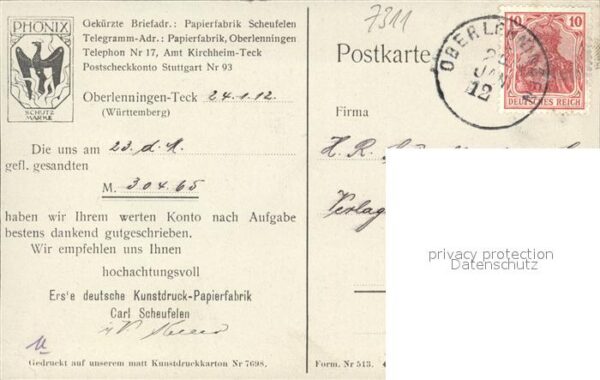 PHÖNIX
SCHUTZ
MARKE
Gekürzte Briefadr.: Papierfabrik Scheufelen
Telegramm-Adr.: Papierfabrik, Oberlenningen
Telephon Nr 17, Amt Kirchheim-Teck
Postscheckkonto Stuttgart Nr 93
Oberlenningen-Teck 24.1.12.
(Württemberg)
Die uns am 23. d. M.
gefl. gesandten
M. 304.65
haben wir Ihrem werten Konto nach Aufgabe
bestens dankend gutgeschrieben.
Wir empfehlen uns Ihnen
hochachtungsvoll
Ers'e deutsche Kunstdruck-Papierfabrik
Carl Scheufelen
Gedruckt auf unserem matt Kunstdruckkarton Nr 7698.
7311
Postkarte
OBERLENNINGEN
JAN
12
10 10
DEUTSCHES REICH
Firma
H. R.
Verlag
privacy protection
Datenschutz
Form. Nr 513.